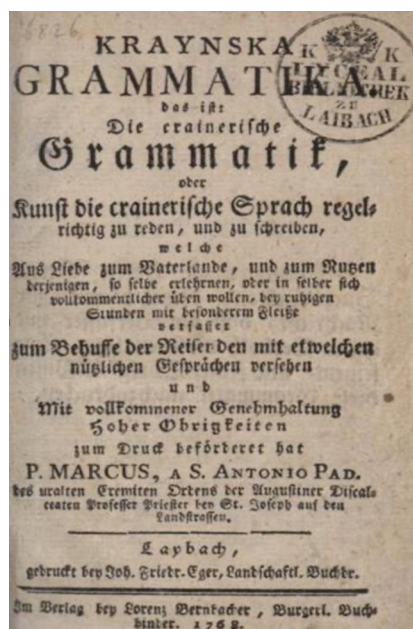 6826
KRAYNSKA
GRAMMATIKA.
das ist:
Die crainerische
Grammatik,
oder
Kunst die crainerische Sprach regel-
richtig zu reden, und zu schreiben,
welche
Aus Liebe zum Vaterlande, und zum Nutzen
derjenigen, so selbe erlehrnen, oder in selber sich
vollkommentlicher üben wollen, bey ruhigen
Stunden mit besonderem Fleiße
verfasset
zum Behuffe der Reisenden mit etwelchen
nützlichen Gesprächen versehen
und
Mit vollkommener Genehmhaltung
Hoher Obrigkeiten
zum Druck beförderet hat
P. MARCUS, A S. ANTONIO PAD.
des uralten Eremiten Ordens der Augustiner Discal-
ceaten Professer Priester bey St. Joseph auf den
Landstrassen.
Laybach,
gedruckt bey Joh. Friedr. Eger, Landschaftl. Buchdr.
Im Verlag bey Lorenz Bernbacher, Burgerl. Buch-
binder. 1768.
K K
LYCEAL
BIBLIOTHEK
ZU
LAIBACH